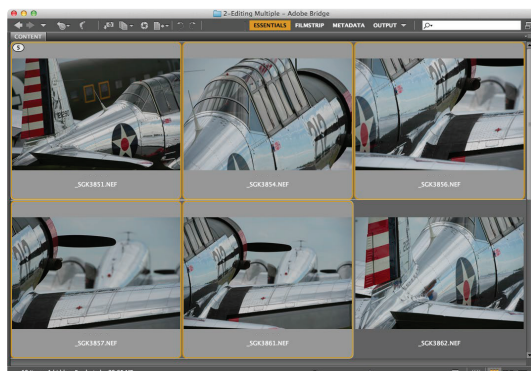 2-Editing Multiple – Adobe Bridge
ESSENTIALS FILMSTRIP METADATA OUTPUT
CONTENT
5
_SGK3851.NEF _SGK3854.NEF _SGK3856.NEF
_SGK3857.NEF _SGK3861.NEF _SGK3862.NEF